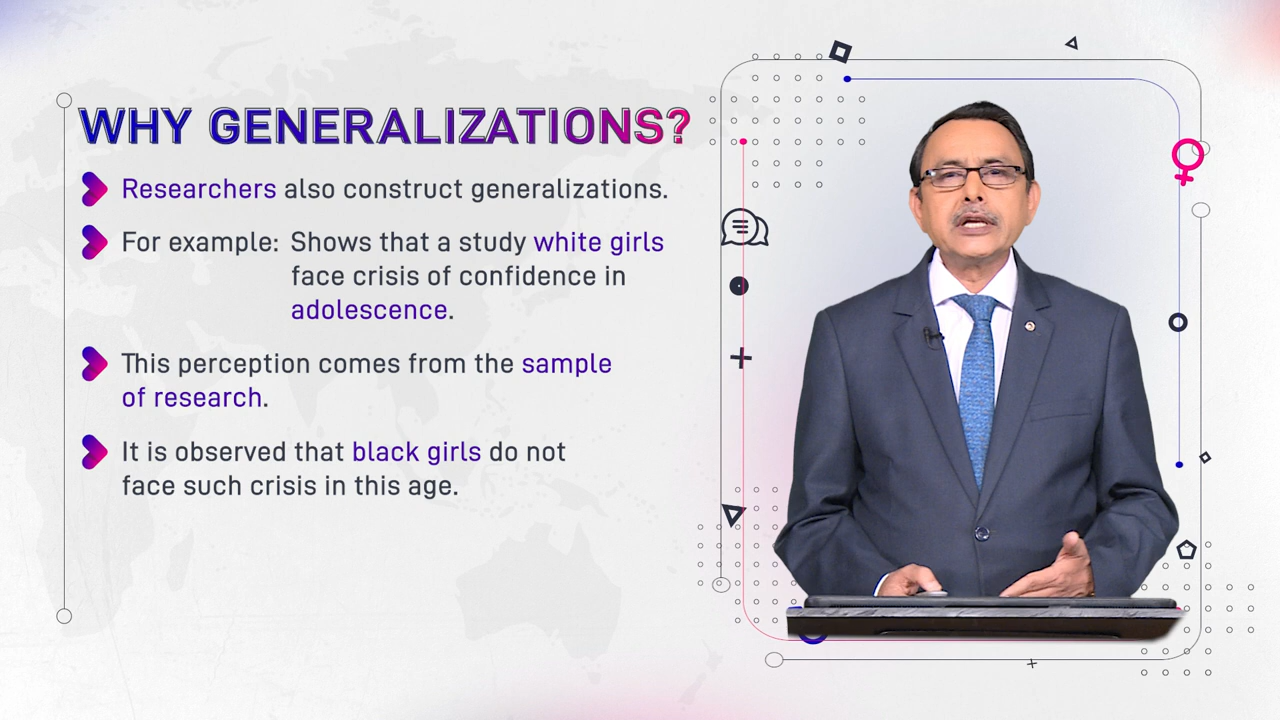 WHY GENERALIZATIONS?
Researchers also construct generalizations.
For example: Shows that a study white girls
face crisis of confidence in
adolescence.
This perception comes from the sample
of research.
It is observed that black girls do not
face such crisis in this age.